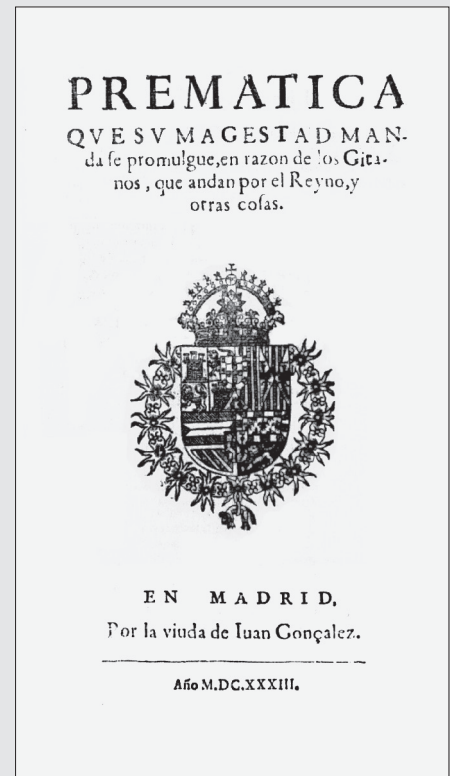 PREMATICA
QVE SV MAGESTAD MAN-
da se promulgue, en razon de los Gita-
nos, que andan por el Reyno, y
otras cosas.
EN MADRID,
Por la viuda de Iuan Gonçalez.
Año M.DC.XXXIII.